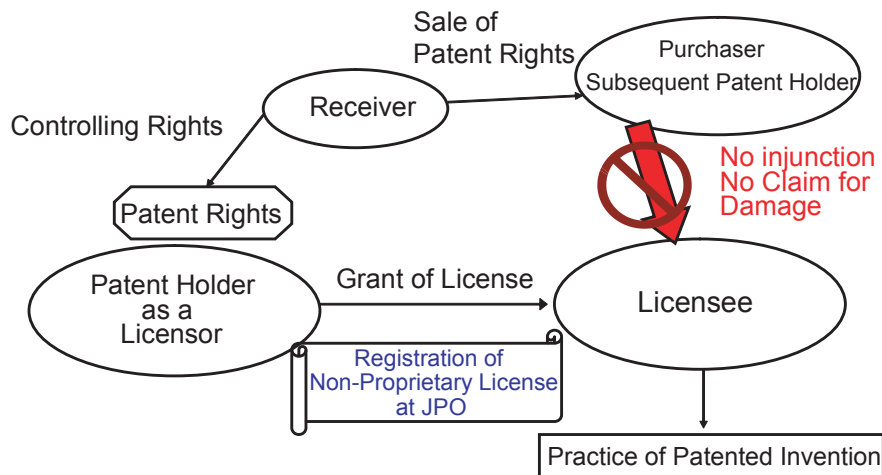 Sale of
Patent Rights
Purchaser
Subsequent Patent Holder
Receiver
Controlling Rights
No injunction
No Claim for
Damage
Patent Rights
Patent Holder
as a
Licensor
Grant of License
Licensee
Registration of
Non-Proprietary License
at JPO
Practice of Patented Invention